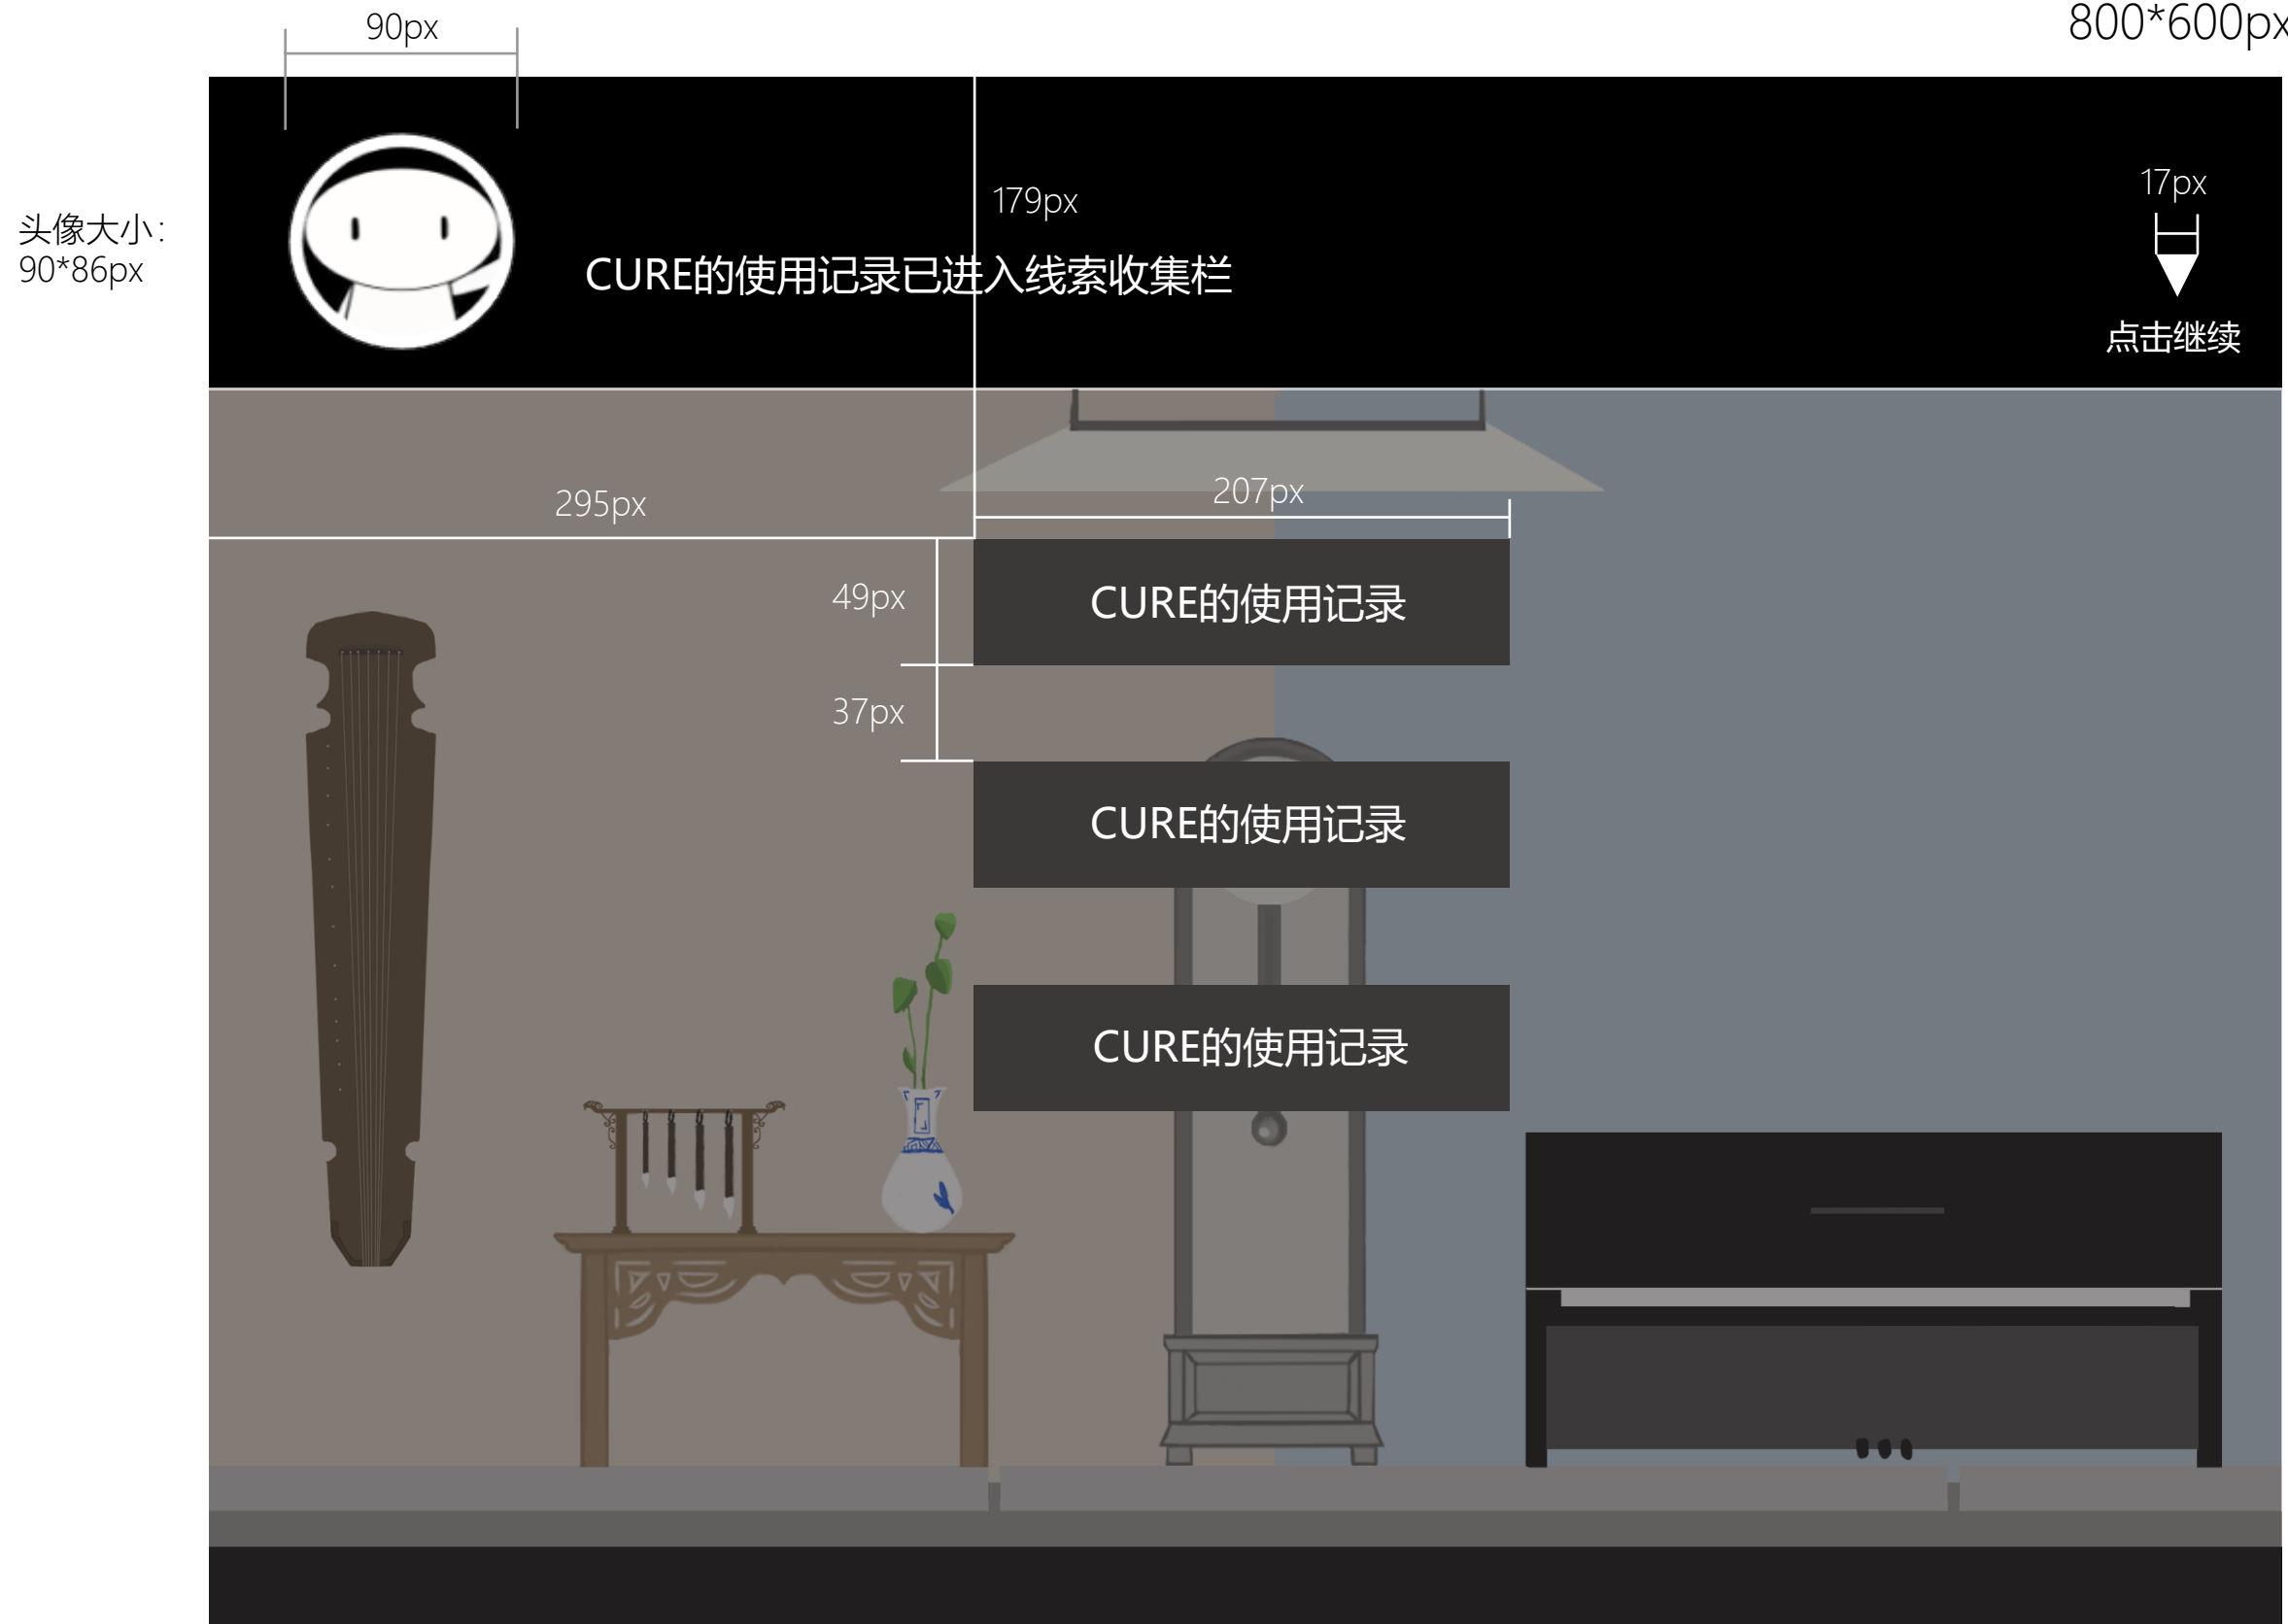 90px
800*600px
179px
17px
头像大小：
90*86px
CURE的使用记录已进入线索收集栏
点击继续
295px
207px
49px
CURE的使用记录
37px
CURE的使用记录
CURE的使用记录